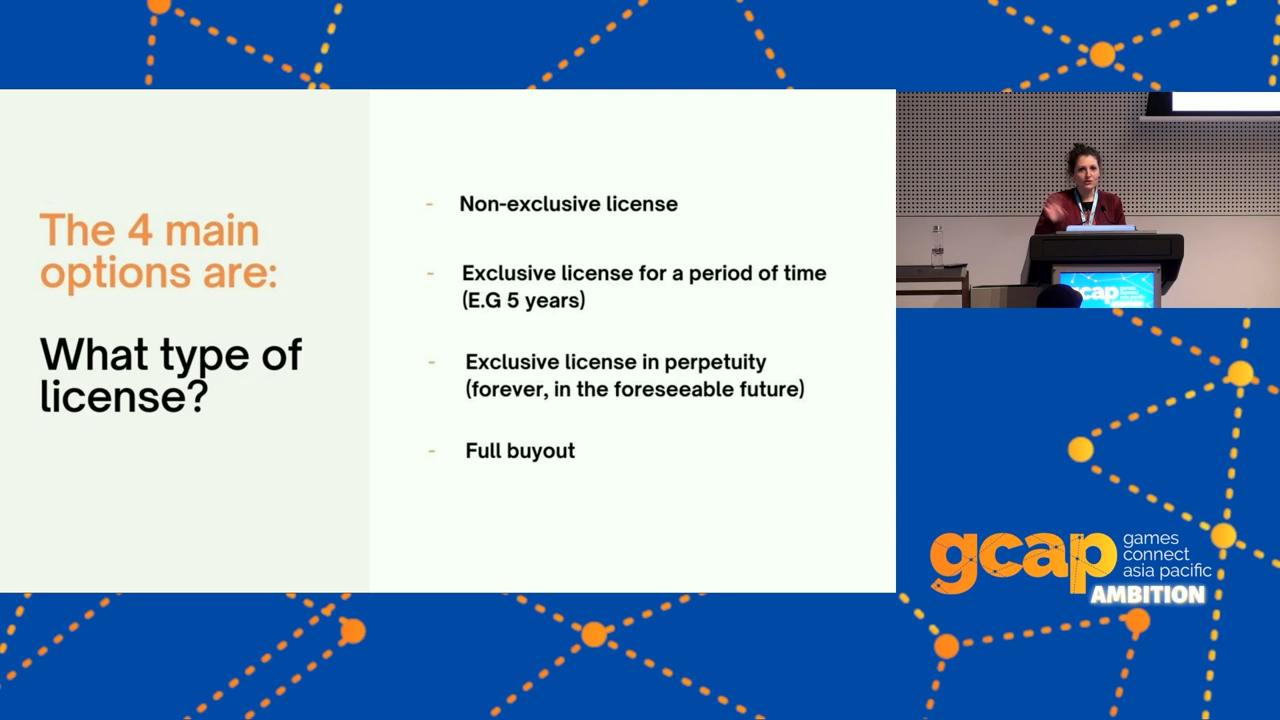 The 4 main
options are:
What type of
license?
- Non-exclusive license
- Exclusive license for a period of time
(E.G 5 years)
- Exclusive license in perpetuity
(forever, in the foreseeable future)
- Full buyout
gcap
gcap games
connect
asia pacific
AMBITION